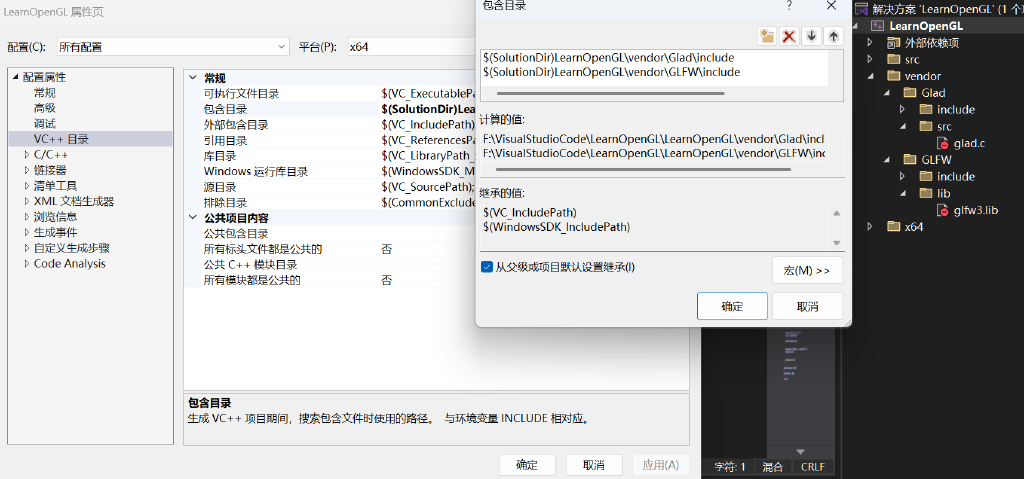 LearnOpenGL 属性页
配置(C):
所有配置
平台(P):
x64
配置属性
常规
高级
调试
VC++ 目录
C/C++
链接器
清单工具
XML 文档生成器
浏览信息
生成事件
自定义生成步骤
Code Analysis
常规
可执行文件目录
$(VC_ExecutablePa
包含目录
$(SolutionDir)Lea
外部包含目录
$(VC_IncludePath)
引用目录
$(VC_ReferencesPa
库目录
$(VC_LibraryPath_
Windows 运行库目录
$(WindowsSDK_M
源目录
$(VC_SourcePath);
排除目录
$(CommonExclude
公共项目内容
公共包含目录
所有标头文件都是公共的
否
公共 C++ 模块目录
所有模块都是公共的
否
包含目录
生成 VC++ 项目期间，搜索包含文件时使用的路径。 与环境变量 INCLUDE 相对应。
确定
取消
应用(A)
包含目录
?
$(SolutionDir)LearnOpenGL\vendor\Glad\include
$(SolutionDir)LearnOpenGL\vendor\GLFW\include
计算的值:
F:\VisualStudioCode\LearnOpenGL\LearnOpenGL\vendor\Glad\incl
F:\VisualStudioCode\LearnOpenGL\LearnOpenGL\vendor\GLFW\inc
继承的值:
$(VC_IncludePath)
$(WindowsSDK_IncludePath)
从父级或项目默认设置继承(I)
宏(M) >>
确定
取消
字符: 1
混合
CRLF
解决方案 'LearnOpenGL' (1 个
LearnOpenGL
外部依赖项
src
vendor
Glad
include
src
glad.c
GLFW
include
lib
glfw3.lib
x64